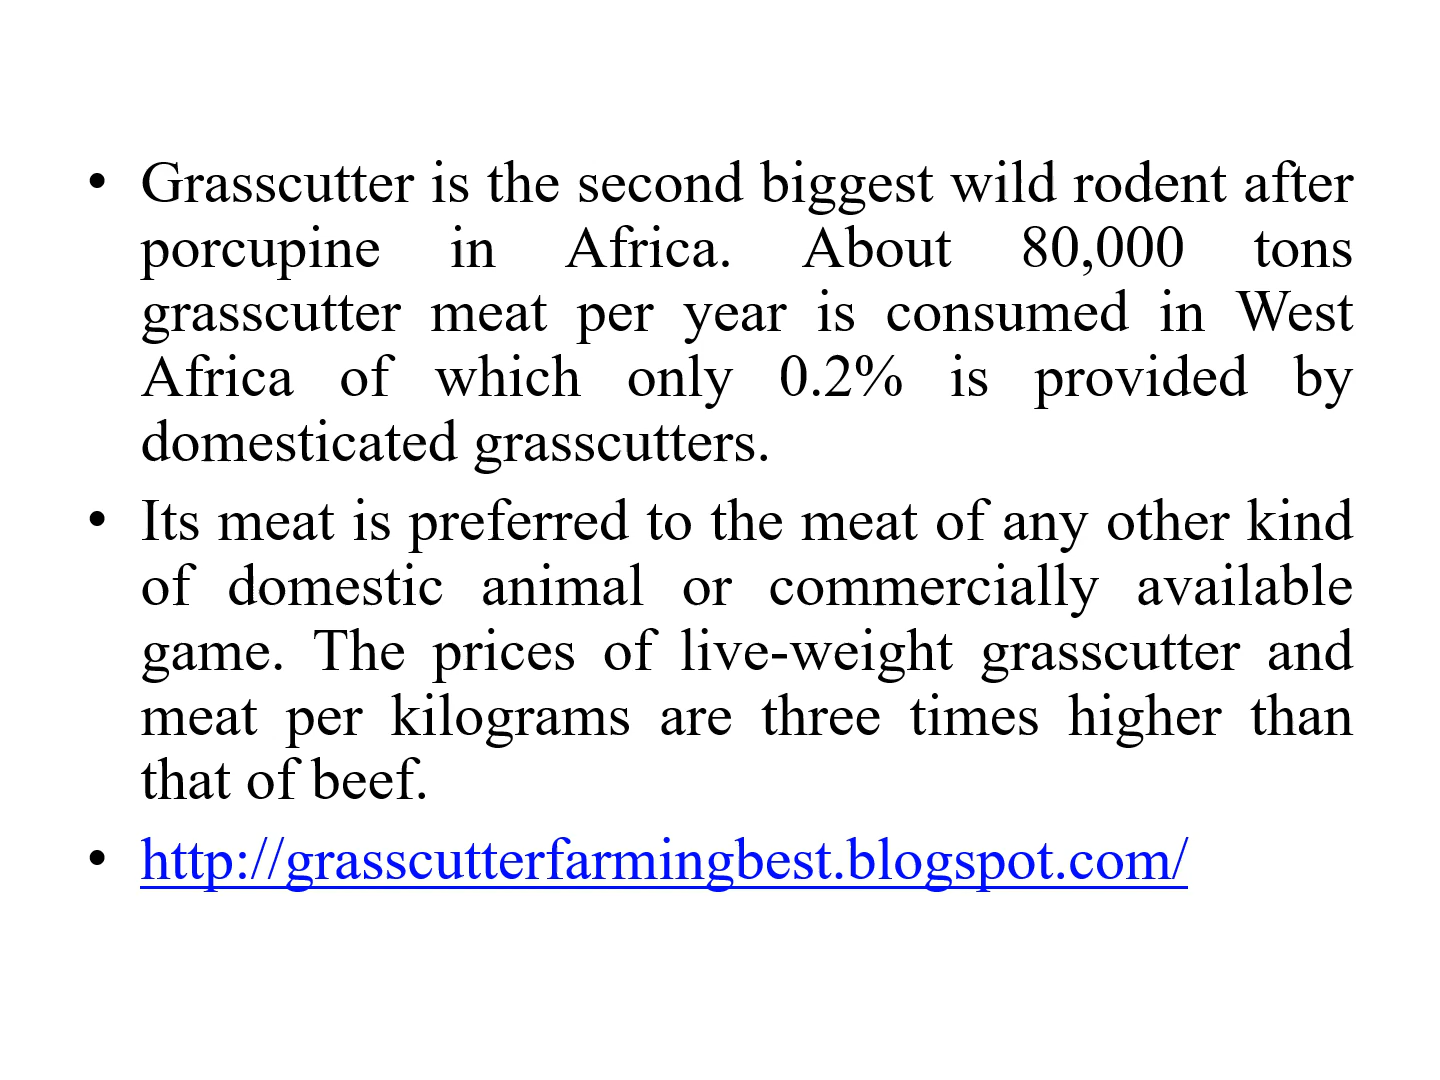 • Grasscutter is the second biggest wild rodent after
porcupine in Africa. About 80,000 tons
grasscutter meat per year is consumed in West
Africa of which only 0.2% is provided by
domesticated grasscutters.
• Its meat is preferred to the meat of any other kind
of domestic animal or commercially available
game. The prices of live-weight grasscutter and
meat per kilograms are three times higher than
that of beef.
• http://grasscutterfarmingbest.blogspot.com/